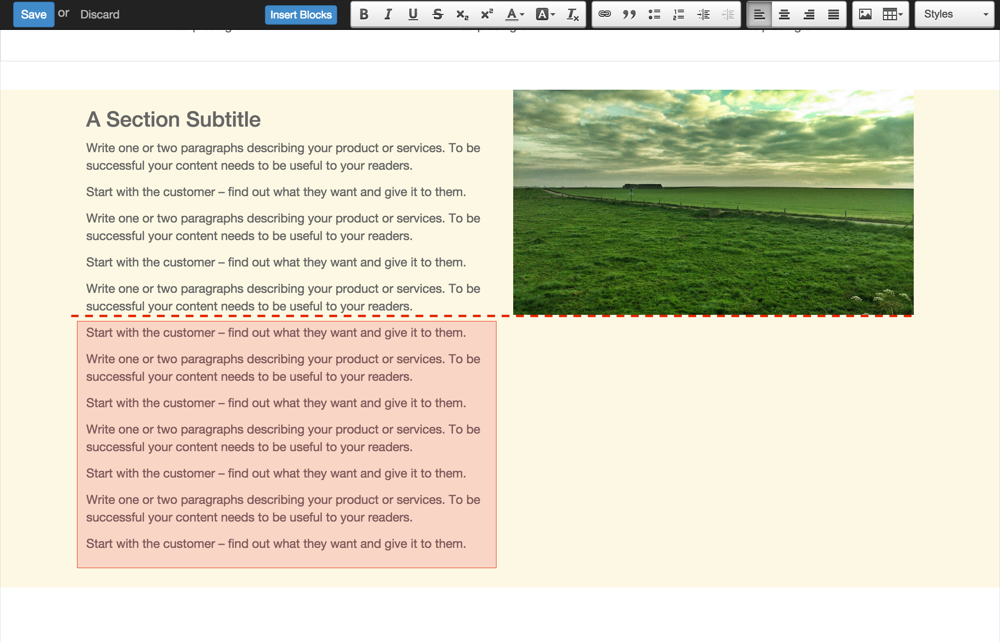 Save or Discard Insert Blocks B I U S x₂ x² A A Tx Styles
A Section Subtitle
Write one or two paragraphs describing your product or services. To be
successful your content needs to be useful to your readers.
Start with the customer – find out what they want and give it to them.
Write one or two paragraphs describing your product or services. To be
successful your content needs to be useful to your readers.
Start with the customer – find out what they want and give it to them.
Write one or two paragraphs describing your product or services. To be
successful your content needs to be useful to your readers.
Start with the customer – find out what they want and give it to them.
Write one or two paragraphs describing your product or services. To be
successful your content needs to be useful to your readers.
Start with the customer – find out what they want and give it to them.
Write one or two paragraphs describing your product or services. To be
successful your content needs to be useful to your readers.
Start with the customer – find out what they want and give it to them.
Write one or two paragraphs describing your product or services. To be
successful your content needs to be useful to your readers.
Start with the customer – find out what they want and give it to them.